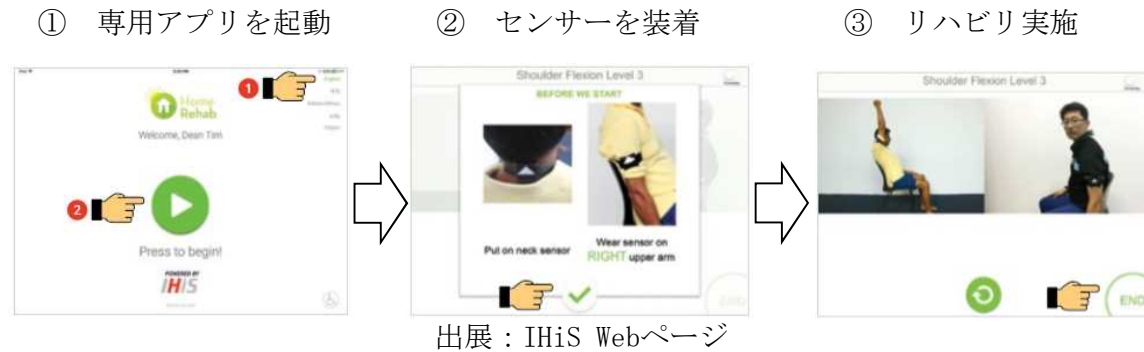 ① 専用アプリを起動
② センサーを装着
③ リハビリ実施
1
Home
Rehab
Welcome, Dean Tim
2
Press to begin!
POWERED BY
IHiS
Shoulder Flexion Level 3
BEFORE WE START
Put on neck sensor
Wear sensor on
RIGHT upper arm
Shoulder Flexion Level 3
END
出展：IHiS Webページ